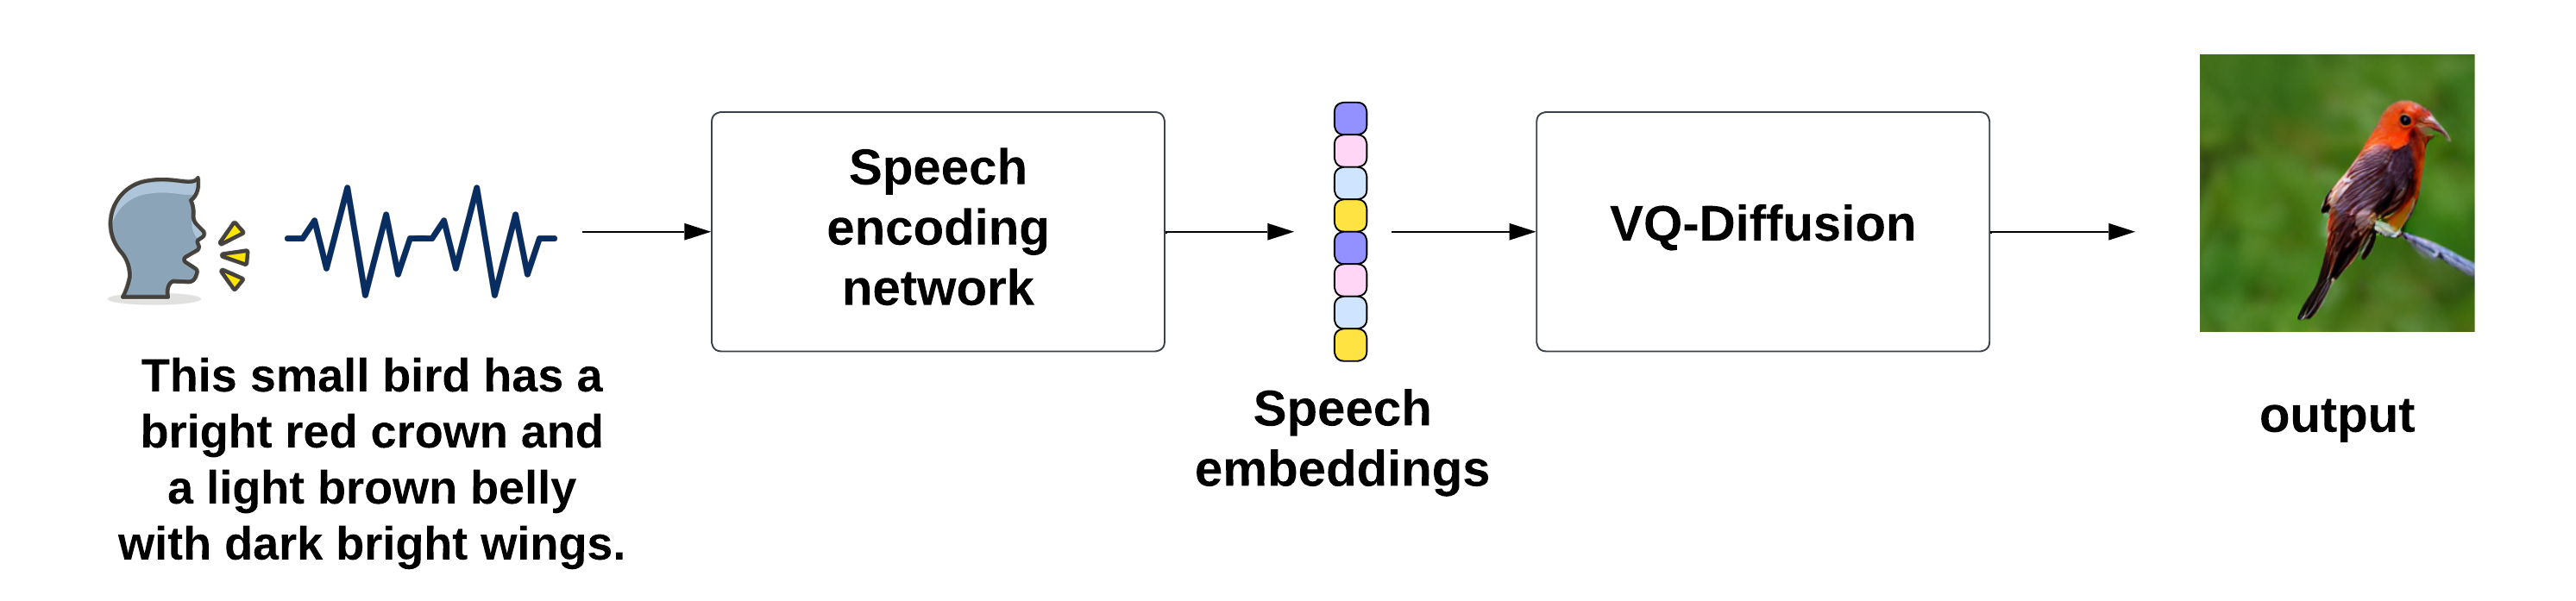 This small bird has a
bright red crown and
a light brown belly
with dark bright wings.
Speech
encoding
network
Speech
embeddings
VQ-Diffusion
output